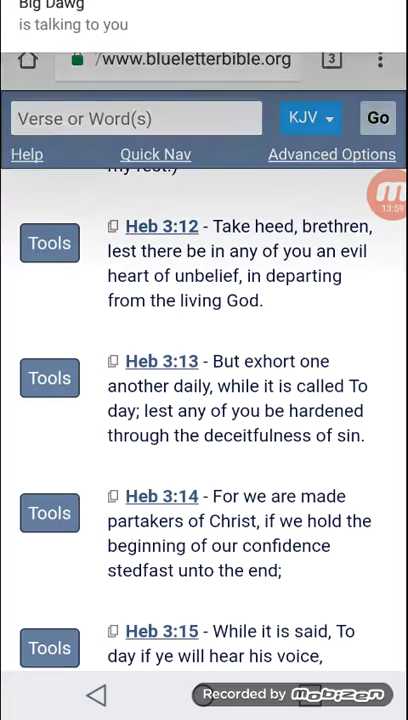 Big Dawg
is talking to you
/www.blueletterbible.org
3
Verse or Word(s)
KJV
Go
Help
Quick Nav
Advanced Options
my rest.)
13:59
Tools
Heb 3:12 - Take heed, brethren,
lest there be in any of you an evil
heart of unbelief, in departing
from the living God.
Tools
Heb 3:13 - But exhort one
another daily, while it is called To
day; lest any of you be hardened
through the deceitfulness of sin.
Tools
Heb 3:14 - For we are made
partakers of Christ, if we hold the
beginning of our confidence
stedfast unto the end;
Tools
Heb 3:15 - While it is said, To
day if ye will hear his voice,
Recorded by mobizen